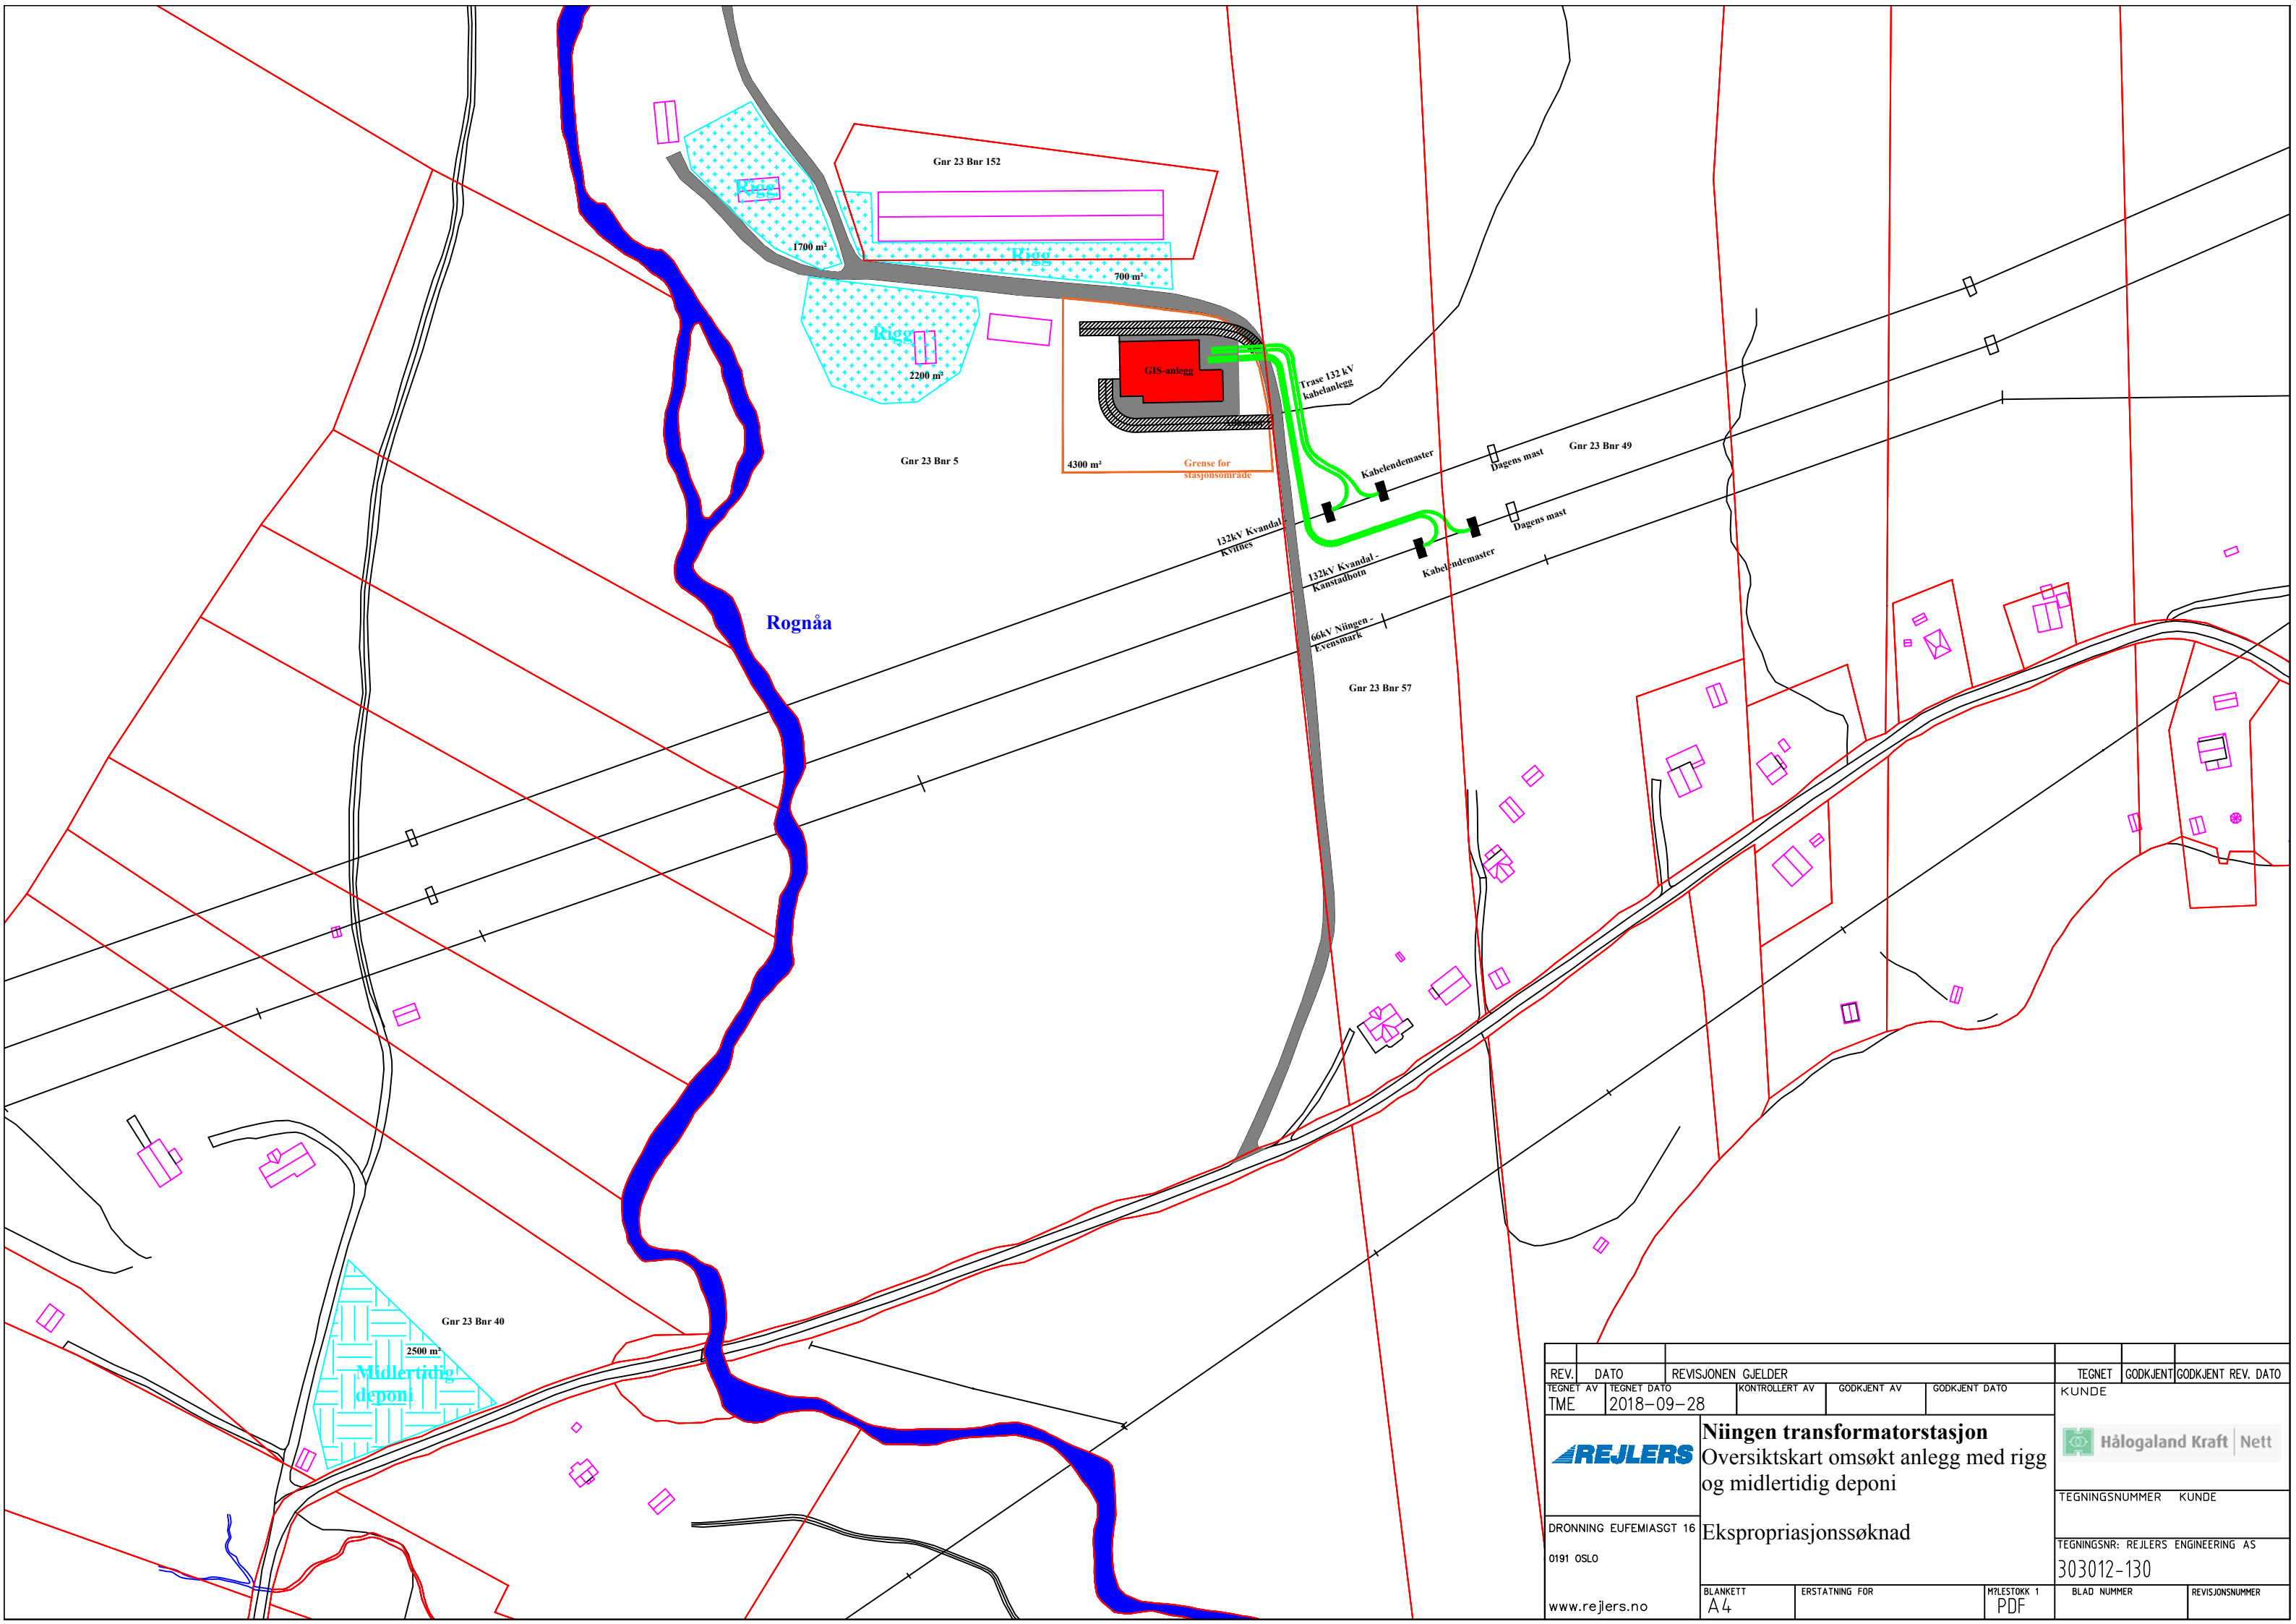 Gnr 23 Bnr 152
Rigg
1700 m²
Rigg
700 m²
Rigg
2200 m²
GIS-anlegg
Trase 132 kV
kabelanlegg
Gnr 23 Bnr 5
4300 m²
Grense for
stasjonsområde
Kabelendemaster
Dagens mast
Gnr 23 Bnr 49
132kV Kvandal -
Kvitnes
Dagens mast
132kV Kvandal -
Kanstadbotn
Kabelendemaster
Rognåa
66kV Niingen -
Evensmark
Gnr 23 Bnr 57
Gnr 23 Bnr 40
2500 m²
Midlertidig
deponi
REV. DATO REVISJONEN GJELDER TEGNET GODKJENT GODKJENT REV. DATO
TEGNET AV TEGNET DATO KONTROLLERT AV GODKJENT AV GODKJENT DATO KUNDE
TME 2018-09-28
REJLERS
Niingen transformatorstasjon
Oversiktskart omsøkt anlegg med rigg
og midlertidig deponi
Ekspropriasjonssøknad
Hålogaland Kraft | Nett
TEGNINGSNUMMER KUNDE
DRONNING EUFEMIASGT 16
0191 OSLO
www.rejlers.no
TEGNINGSNR: REJLERS ENGINEERING AS
303012-130
BLANKETT ERSTATNING FOR M?LESTOKK 1 BLAD NUMMER REVISJONSNUMMER
A4 PDF